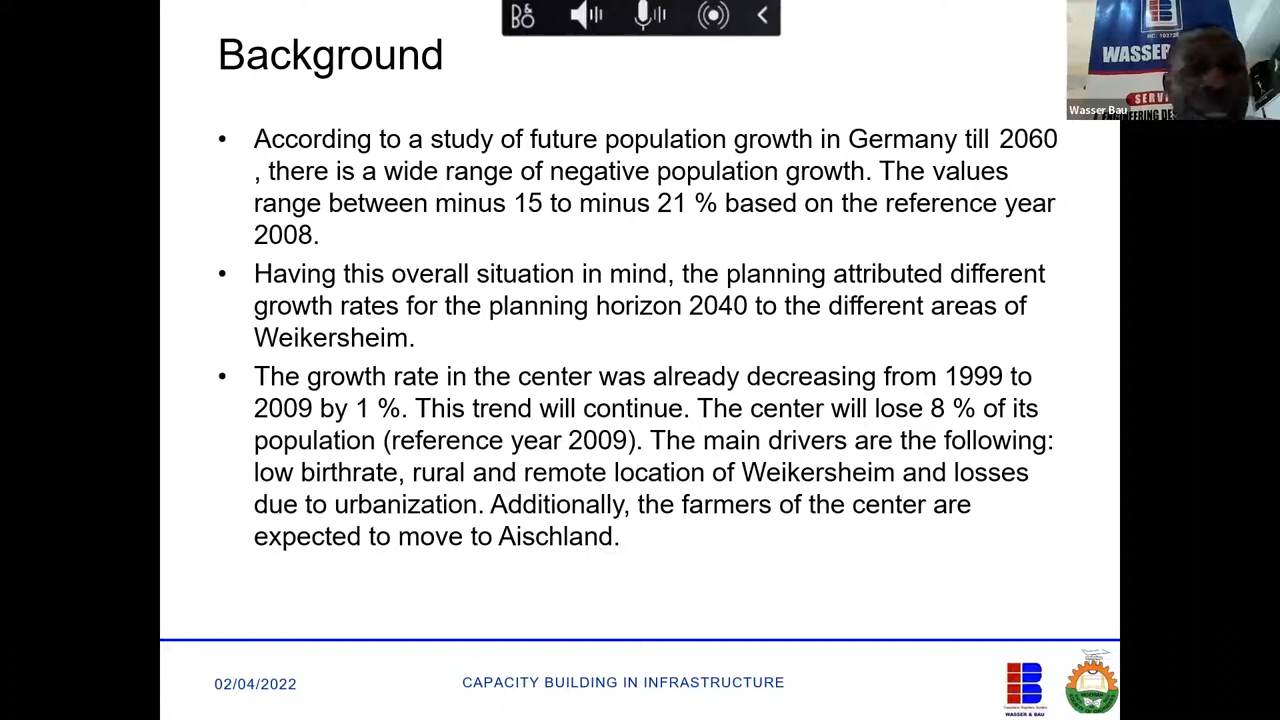 Background
B&O
WASSER
SERVI
ENGINEERING DES
Wasser Bau
• According to a study of future population growth in Germany till 2060
, there is a wide range of negative population growth. The values
range between minus 15 to minus 21 % based on the reference year
2008.
• Having this overall situation in mind, the planning attributed different
growth rates for the planning horizon 2040 to the different areas of
Weikersheim.
• The growth rate in the center was already decreasing from 1999 to
2009 by 1 %. This trend will continue. The center will lose 8 % of its
population (reference year 2009). The main drivers are the following:
low birthrate, rural and remote location of Weikersheim and losses
due to urbanization. Additionally, the farmers of the center are
expected to move to Aischland.
02/04/2022
CAPACITY BUILDING IN INFRASTRUCTURE
WASSER & BAU